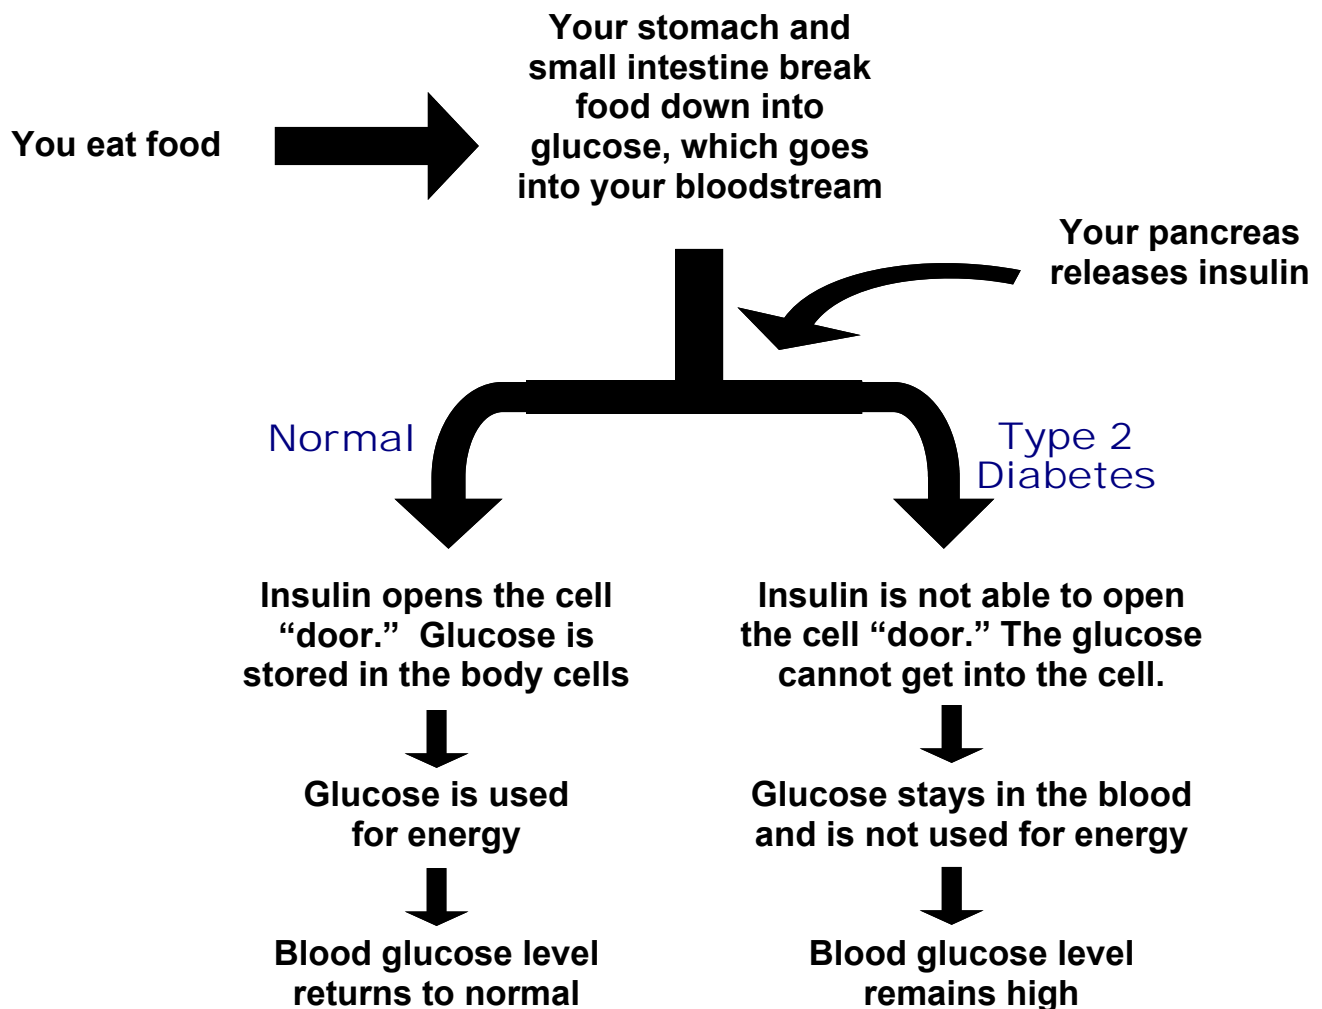 You eat food
Your stomach and
small intestine break
food down into
glucose, which goes
into your bloodstream
Your pancreas
releases insulin
Normal
Type 2
Diabetes
Insulin opens the cell
“door.”  Glucose is
stored in the body cells
Insulin is not able to open
the cell “door.” The glucose
cannot get into the cell.
Glucose is used
for energy
Glucose stays in the blood
and is not used for energy
Blood glucose level
returns to normal
Blood glucose level
remains high